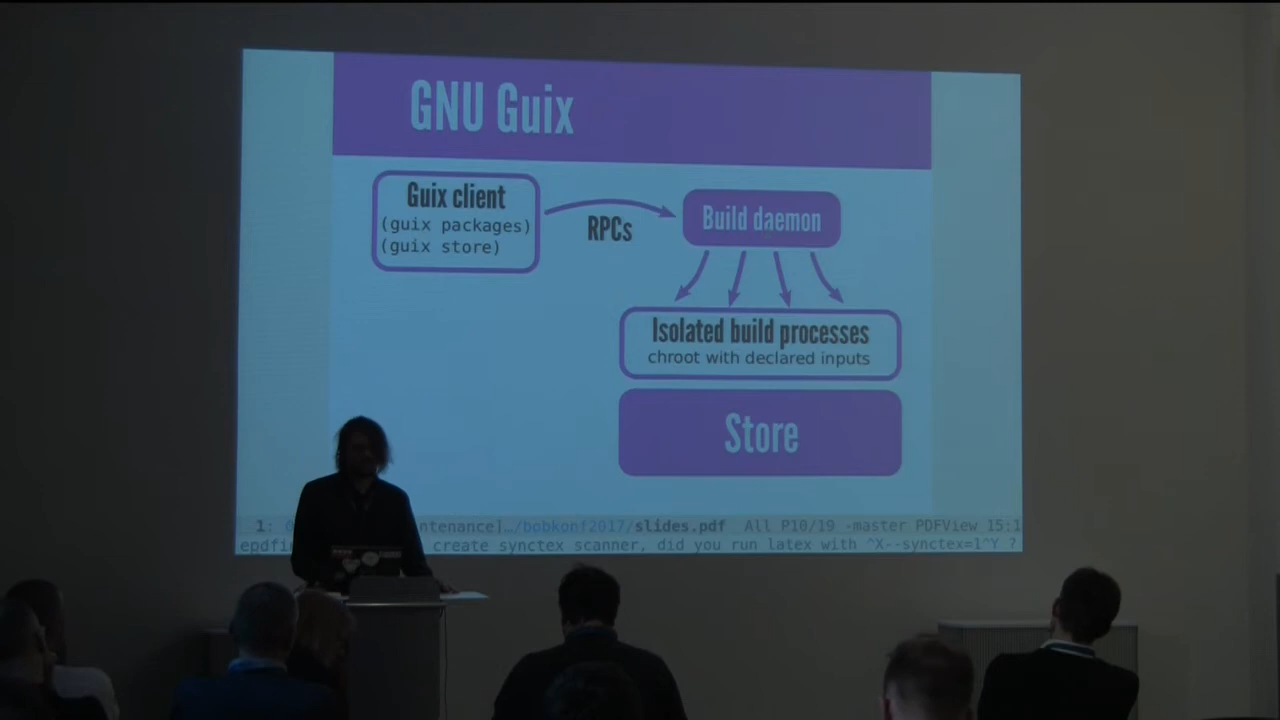 GNU Guix
Guix client
(guix packages)
(guix store)
RPCs
Build daemon
Isolated build processes
chroot with declared inputs
Store
1: ntenance]…/bobkonf2017/slides.pdf All P10/19 -master PDFView 15:1
epdfi create synctex scanner, did you run latex with ^X--synctex=1^Y ?